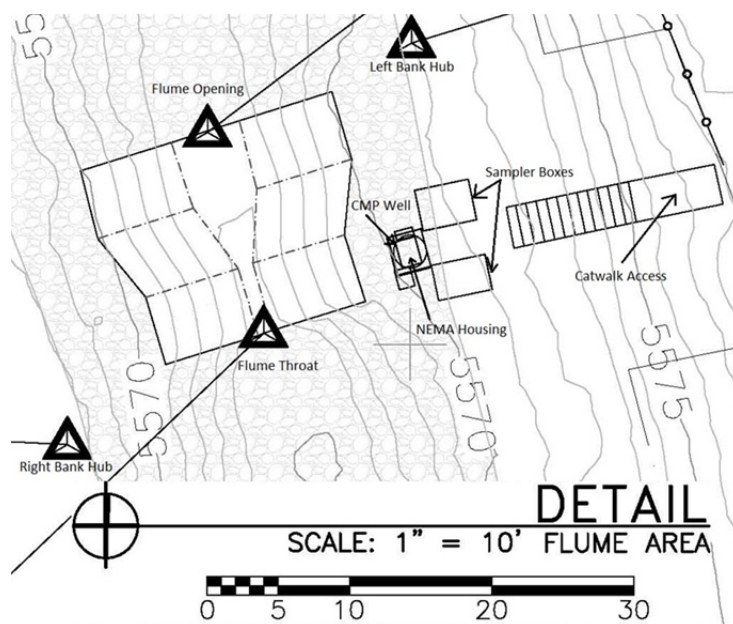 55
Left Bank Hub
Flume Opening
Sampler Boxes
CMP Well
Catwalk Access
NEMA Housing
Flume Throat
5570
5570
5575
Right Bank Hub
DETAIL
SCALE: 1" = 10' FLUME AREA
0 5 10 20 30